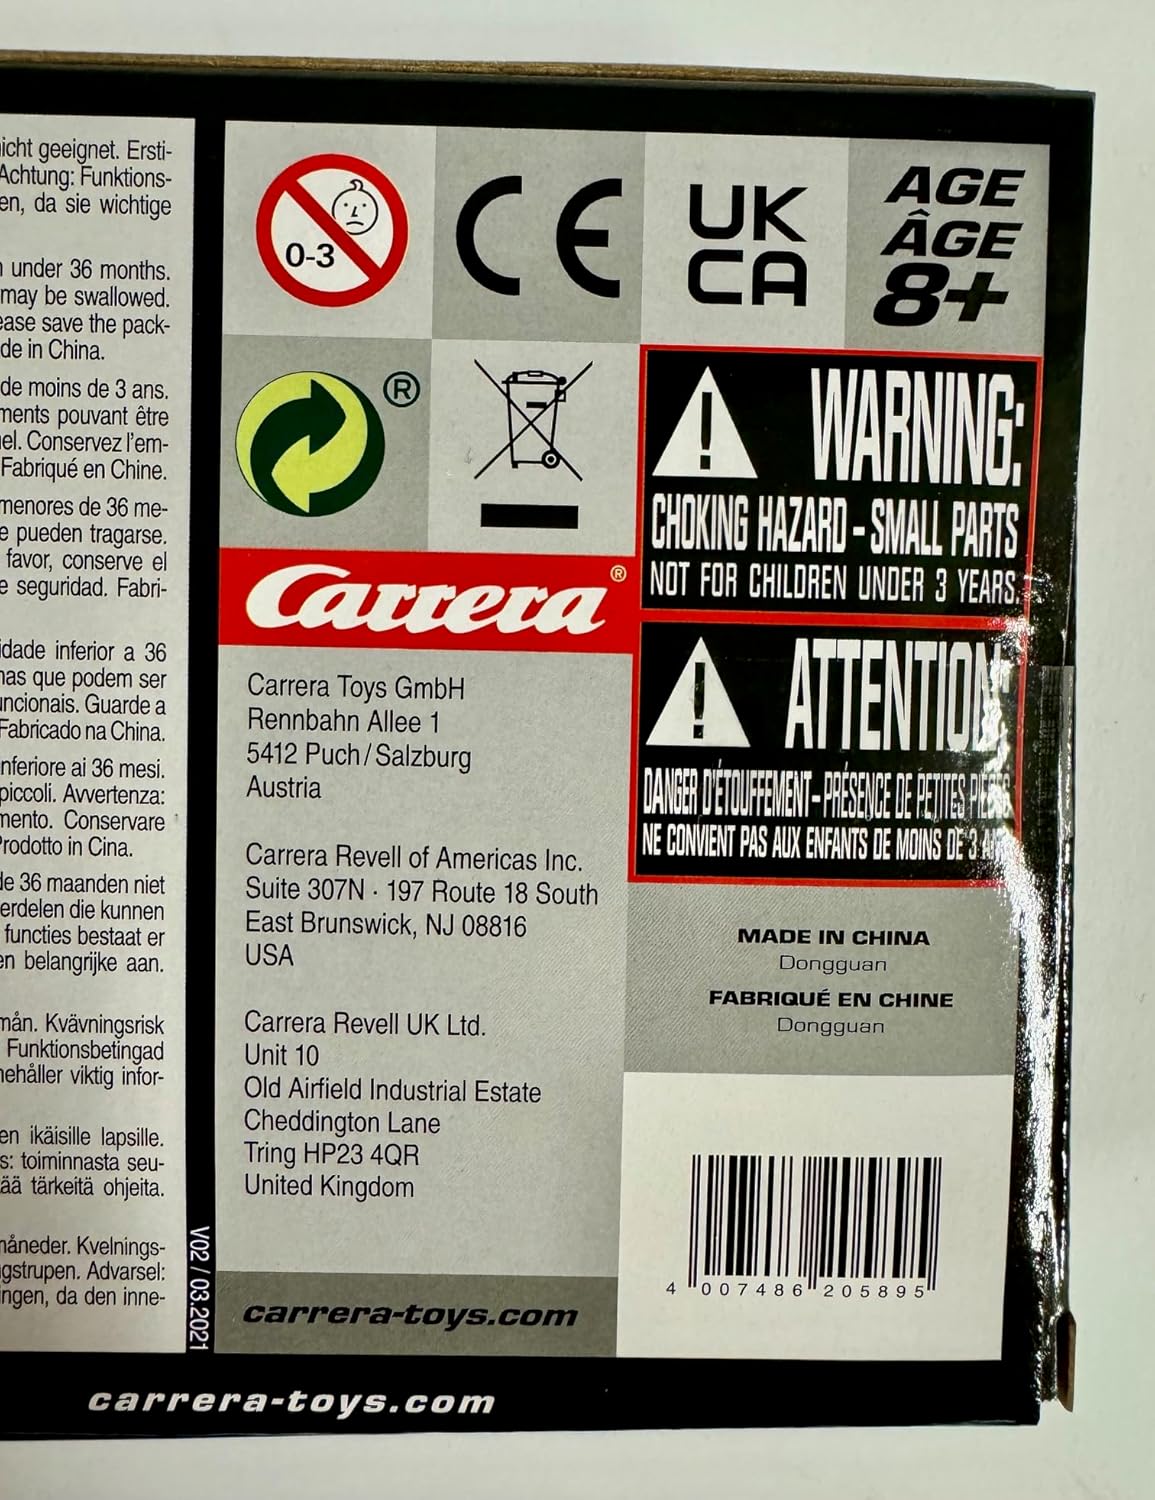 icht geeignet. Ersti-
Achtung: Funktions-
en, da sie wichtige
under 36 months.
may be swallowed.
ease save the pack-
de in China.
de moins de 3 ans.
ments pouvant être
el. Conservez l'em-
Fabriqué en Chine.
menores de 36 me-
e pueden tragarse.
favor, conserve el
e seguridad. Fabri-
idade inferior a 36
nas que podem ser
uncionais. Guarde a
Fabricado na China.
nferiore ai 36 mesi.
piccoli. Avvertenza:
mento. Conservare
Prodotto in Cina.
de 36 maanden niet
erdelen die kunnen
functies bestaat er
en belangrijke aan.
mån. Kvävningsrisk
Funktionsbetingad
nehåller viktig infor-
en ikäisille lapsille.
s: toiminnasta seu-
ää tärkeitä ohjeita.
måneder. Kvelnings-
gstrupen. Advarsel:
ingen, da den inne-
V02 / 03.2021
0-3
CE
UK
CA
AGE
ÂGE
8+
®
WARNING:
CHOKING HAZARD – SMALL PARTS
NOT FOR CHILDREN UNDER 3 YEARS.
ATTENTION:
DANGER D'ÉTOUFFEMENT – PRÉSENCE DE PETITES PIÈCES
NE CONVIENT PAS AUX ENFANTS DE MOINS DE 3
Carrera®
Carrera Toys GmbH
Rennbahn Allee 1
5412 Puch / Salzburg
Austria
Carrera Revell of Americas Inc.
Suite 307N · 197 Route 18 South
East Brunswick, NJ 08816
USA
Carrera Revell UK Ltd.
Unit 10
Old Airfield Industrial Estate
Cheddington Lane
Tring HP23 4QR
United Kingdom
carrera-toys.com
MADE IN CHINA
Dongguan
FABRIQUÉ EN CHINE
Dongguan
4 007486 205895
carrera-toys.com